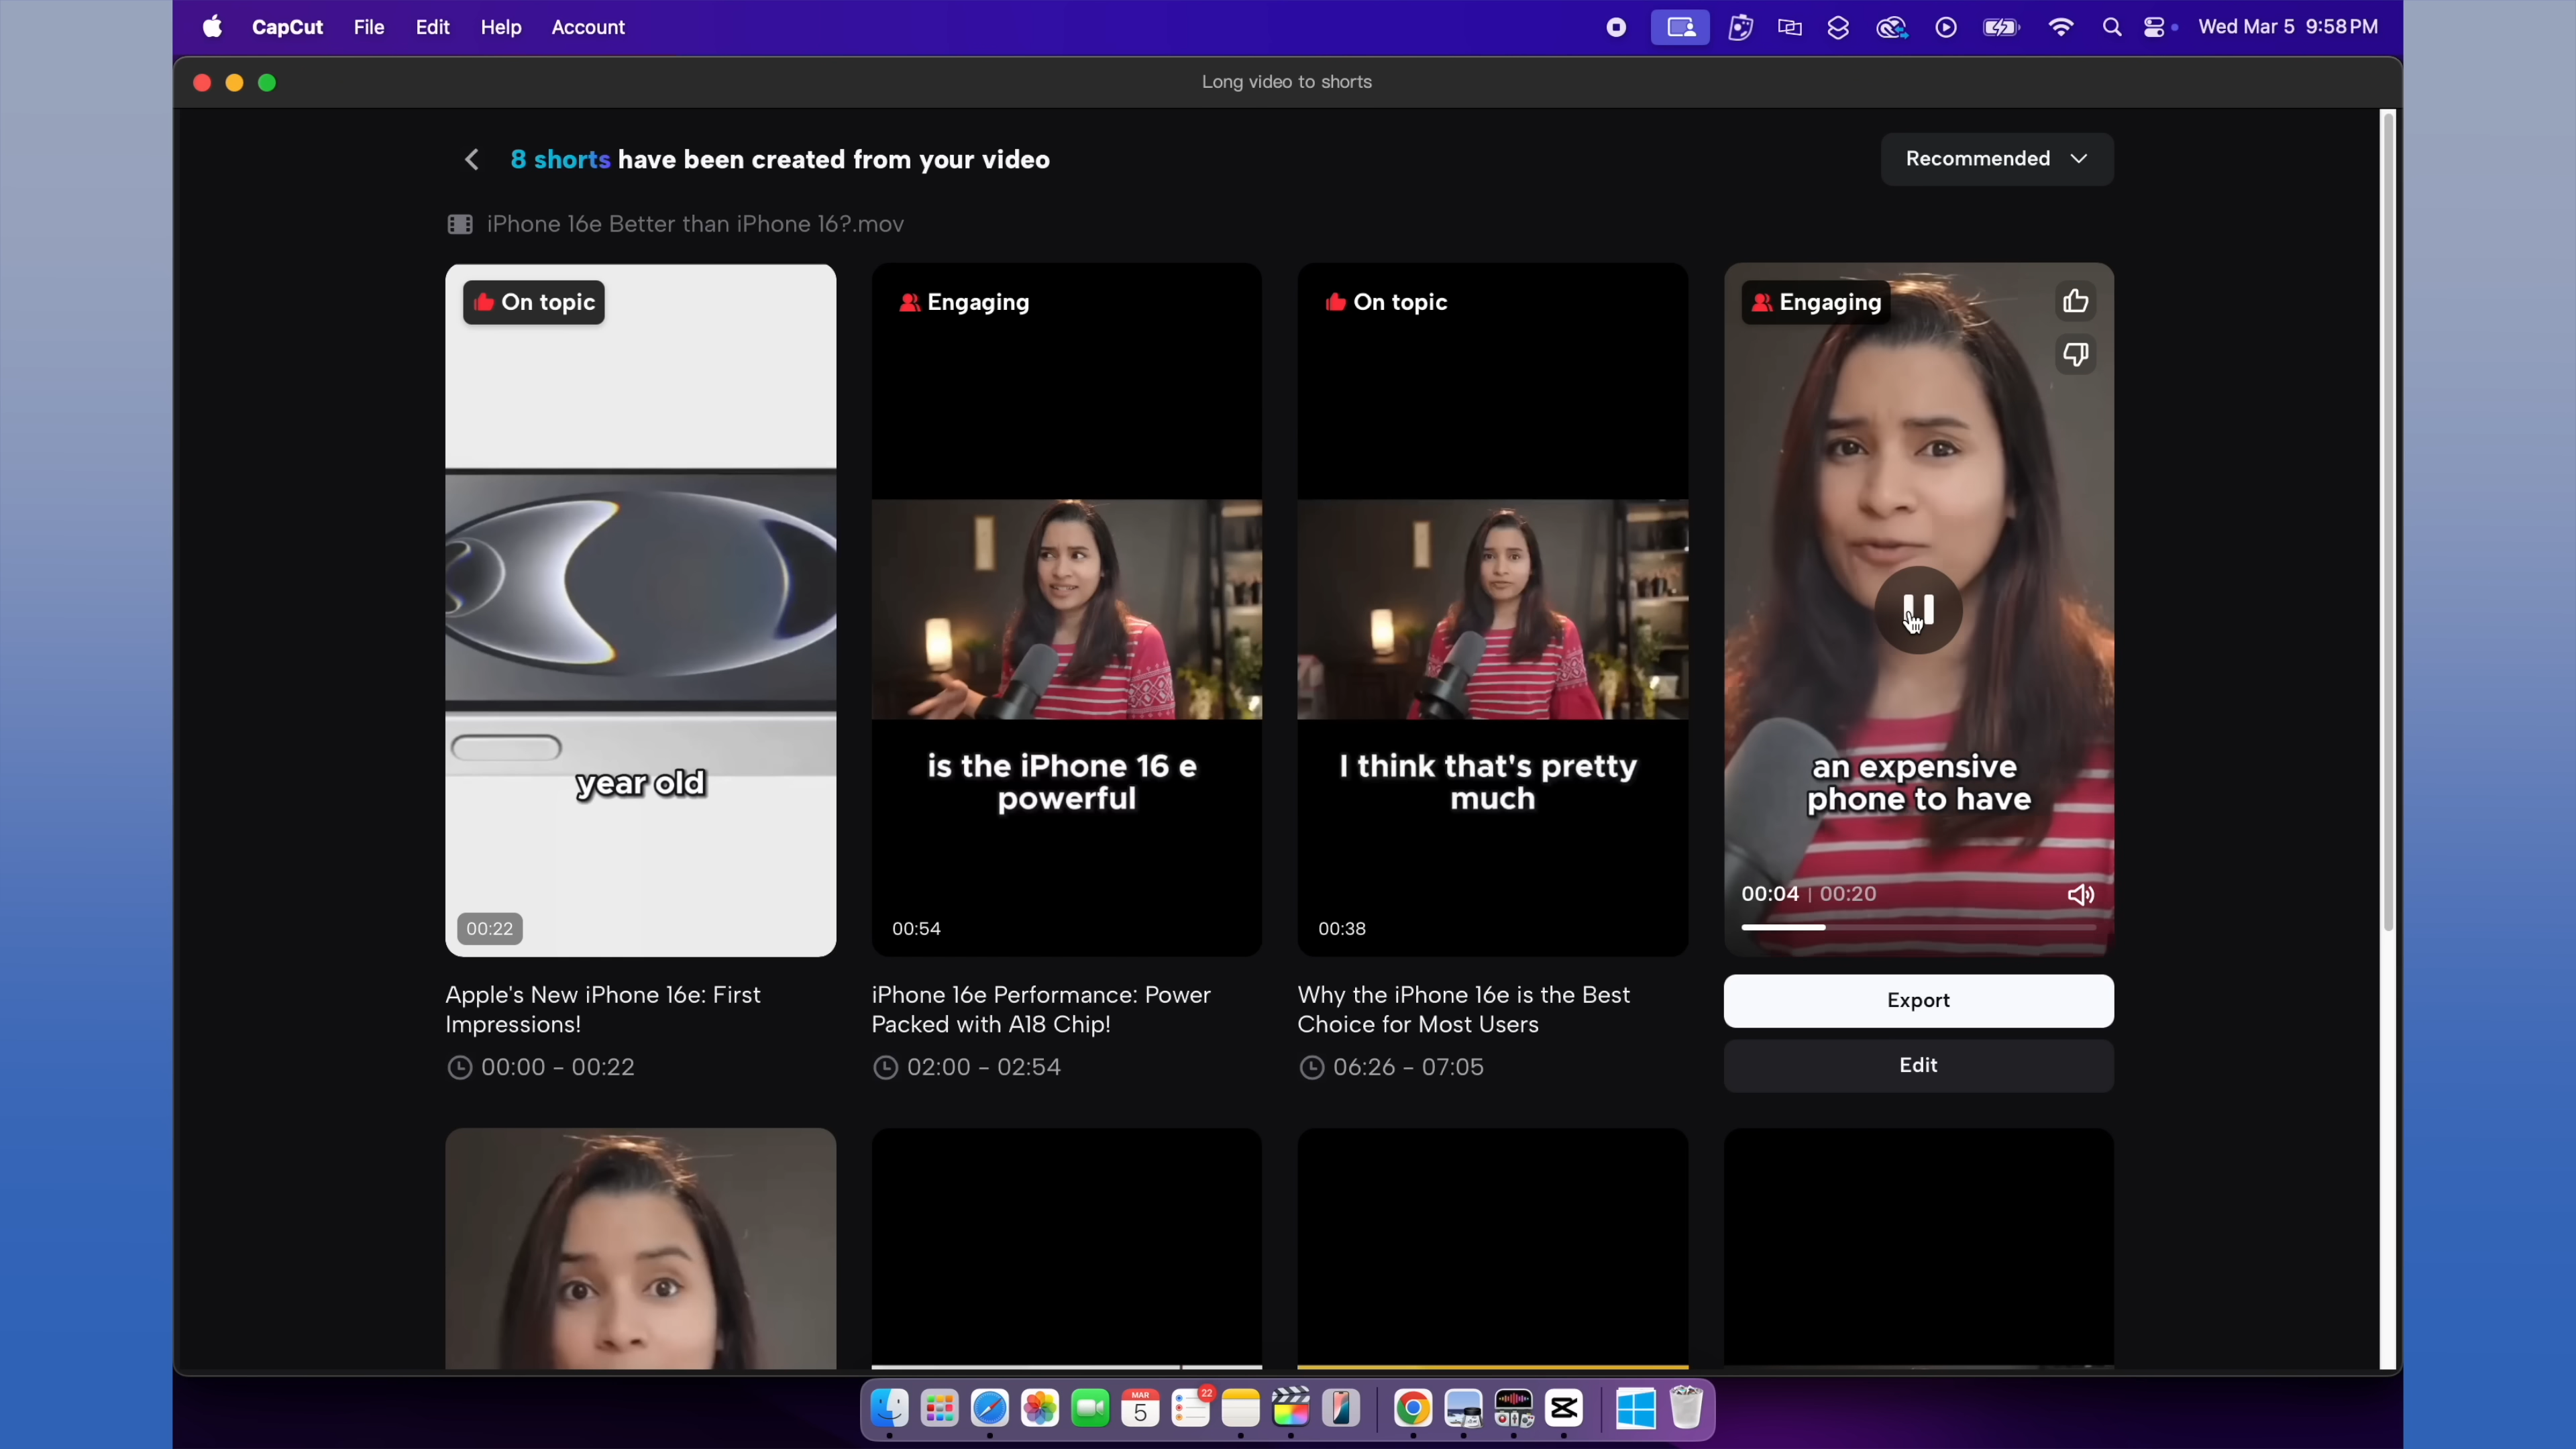 CapCut File Edit Help Account
Wed Mar 5 9:58 PM
Long video to shorts
8 shorts have been created from your video
Recommended
iPhone 16e Better than iPhone 16?.mov
On topic
year old
00:22
Apple's New iPhone 16e: First
Impressions!
00:00 - 00:22
Engaging
is the iPhone 16 e
powerful
00:54
iPhone 16e Performance: Power
Packed with A18 Chip!
02:00 - 02:54
On topic
I think that's pretty
much
00:38
Why the iPhone 16e is the Best
Choice for Most Users
06:26 - 07:05
Engaging
an expensive
phone to have
00:04 | 00:20
Export
Edit
MAR
5
22